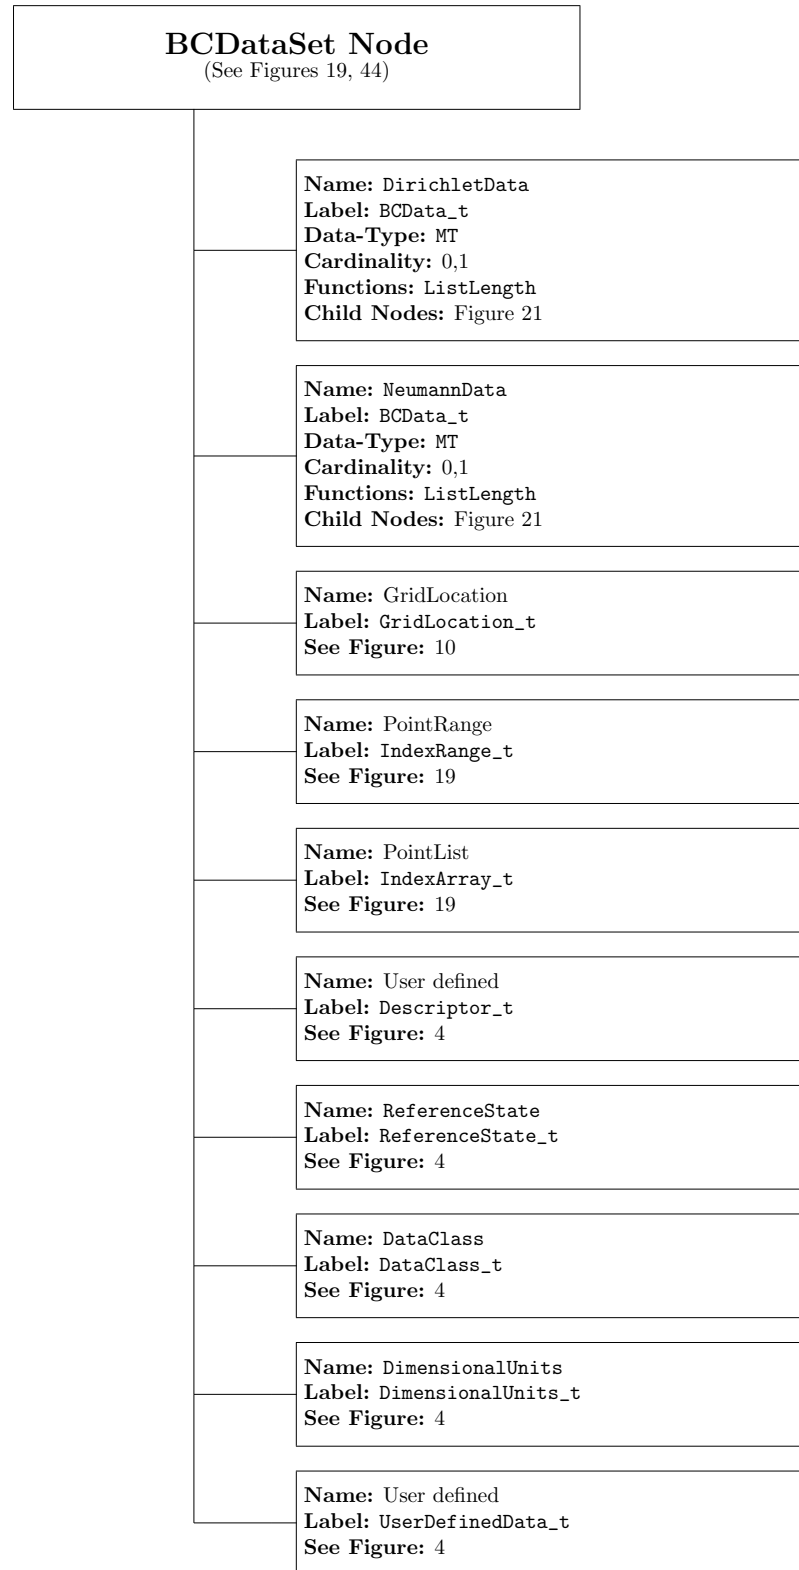 BCDataSet Node
(See Figures 19, 44)
Name: DirichletData
Label: BCData_t
Data-Type: MT
Cardinality: 0,1
Functions: ListLength
Child Nodes: Figure 21
Name: NeumannData
Label: BCData_t
Data-Type: MT
Cardinality: 0,1
Functions: ListLength
Child Nodes: Figure 21
Name: GridLocation
Label: GridLocation_t
See Figure: 10
Name: PointRange
Label: IndexRange_t
See Figure: 19
Name: PointList
Label: IndexArray_t
See Figure: 19
Name: User defined
Label: Descriptor_t
See Figure: 4
Name: ReferenceState
Label: ReferenceState_t
See Figure: 4
Name: DataClass
Label: DataClass_t
See Figure: 4
Name: DimensionalUnits
Label: DimensionalUnits_t
See Figure: 4
Name: User defined
Label: UserDefinedData_t
See Figure: 4